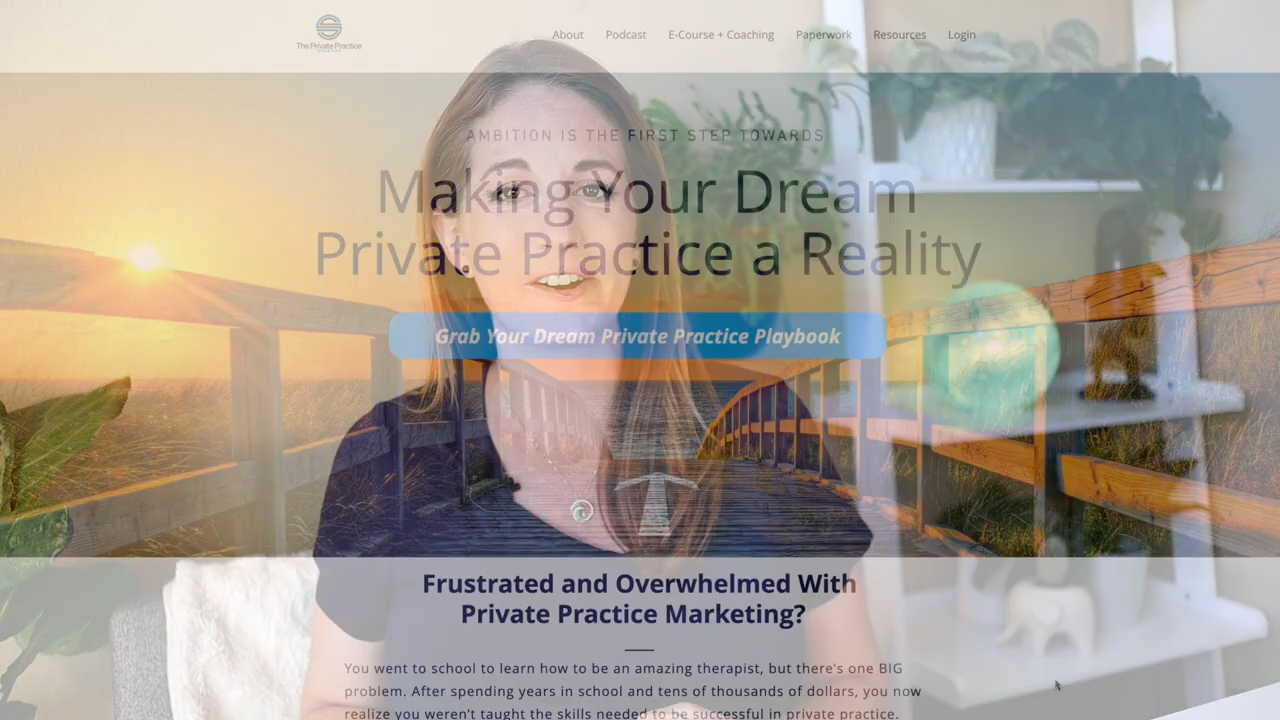 The Private Practice
About
Podcast
E-Course + Coaching
Paperwork
Resources
Login
AMBITION IS THE FIRST STEP TOWARDS
Making Your Dream
Private Practice a Reality
Grab Your Dream Private Practice Playbook
Frustrated and Overwhelmed With
Private Practice Marketing?
You went to school to learn how to be an amazing therapist, but there's one BIG
problem. After spending years in school and tens of thousands of dollars, you now
realize you weren't taught the skills needed to be successful in private practice.